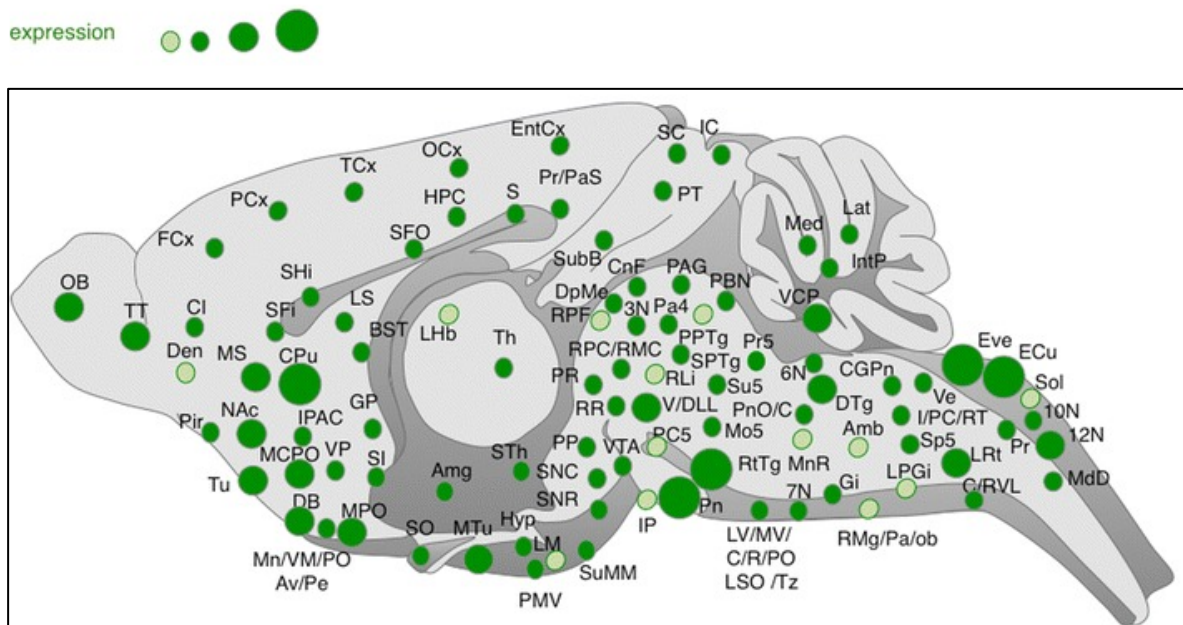 expression
EntCx
SC
IC
OCx
TCx
Pr/PaS
PCx
HPC
S
PT
Med
Lat
FCx
SFO
SubB
IntP
OB
SHi
CnF
PAG
PBN
TT
Cl
SFi
LS
DpMe
RPF
3N
Pa4
VCP
BST
LHb
Th
Eve
ECu
Den
MS
CPu
RPC/RMC
PPTg
SPTg
Pr5
6N
CGPn
Sol
PR
RLi
Su5
DTg
Ve
10N
Pir
NAc
IPAC
GP
RR
V/DLL
PnO/C
I/PC/RT
12N
MCPO
VP
SI
PP
VTA
PC5
Mo5
MnR
Amb
Sp5
Pr
Tu
STh
SNC
RtTg
LPGi
LRt
MdD
Amg
SNR
Gi
DB
MPO
SO
MTu
Hyp
LM
IP
Pn
7N
C/RVL
Mn/VM/PO
Av/Pe
PMV
SuMM
LV/MV/
C/R/PO
LSO /Tz
RMg/Pa/ob